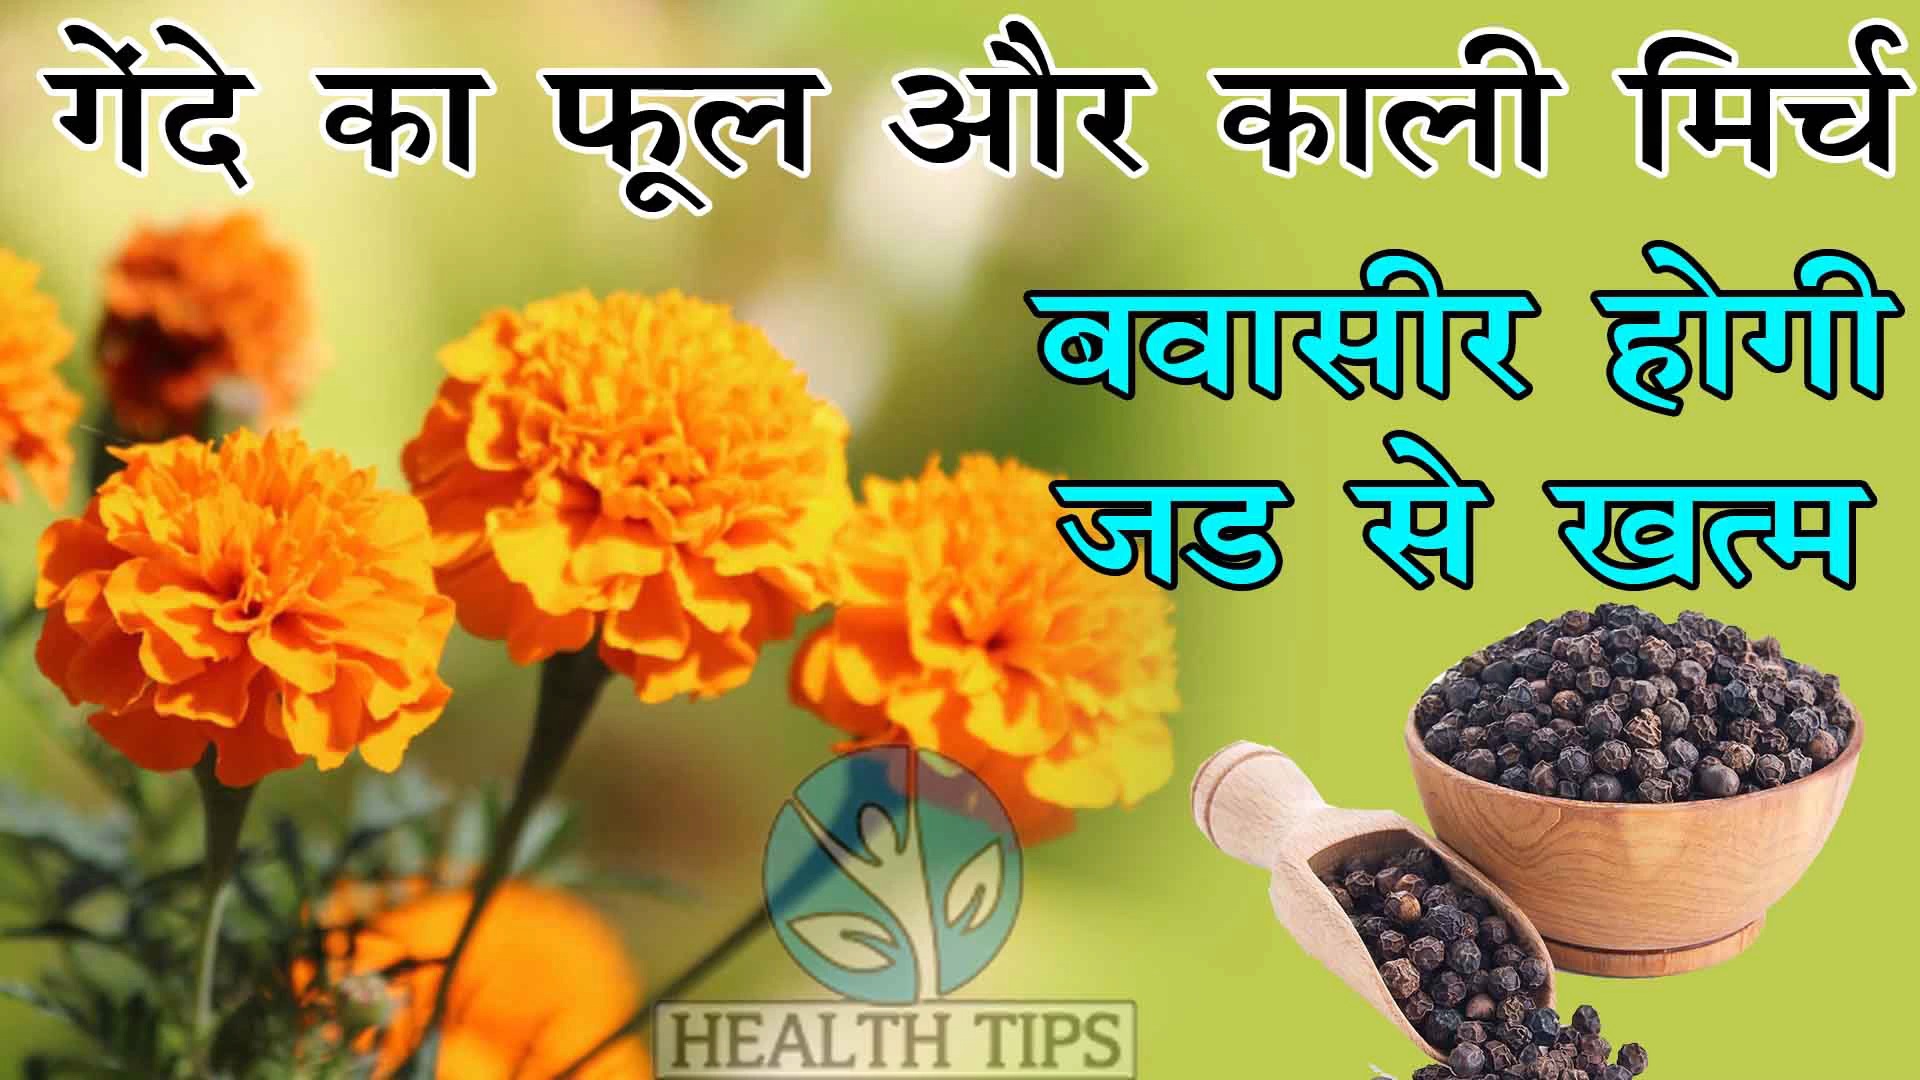 गेंदे का फूल और काली मिर्च
बवासीर होगी
जड से खत्म
HEALTH TIPS